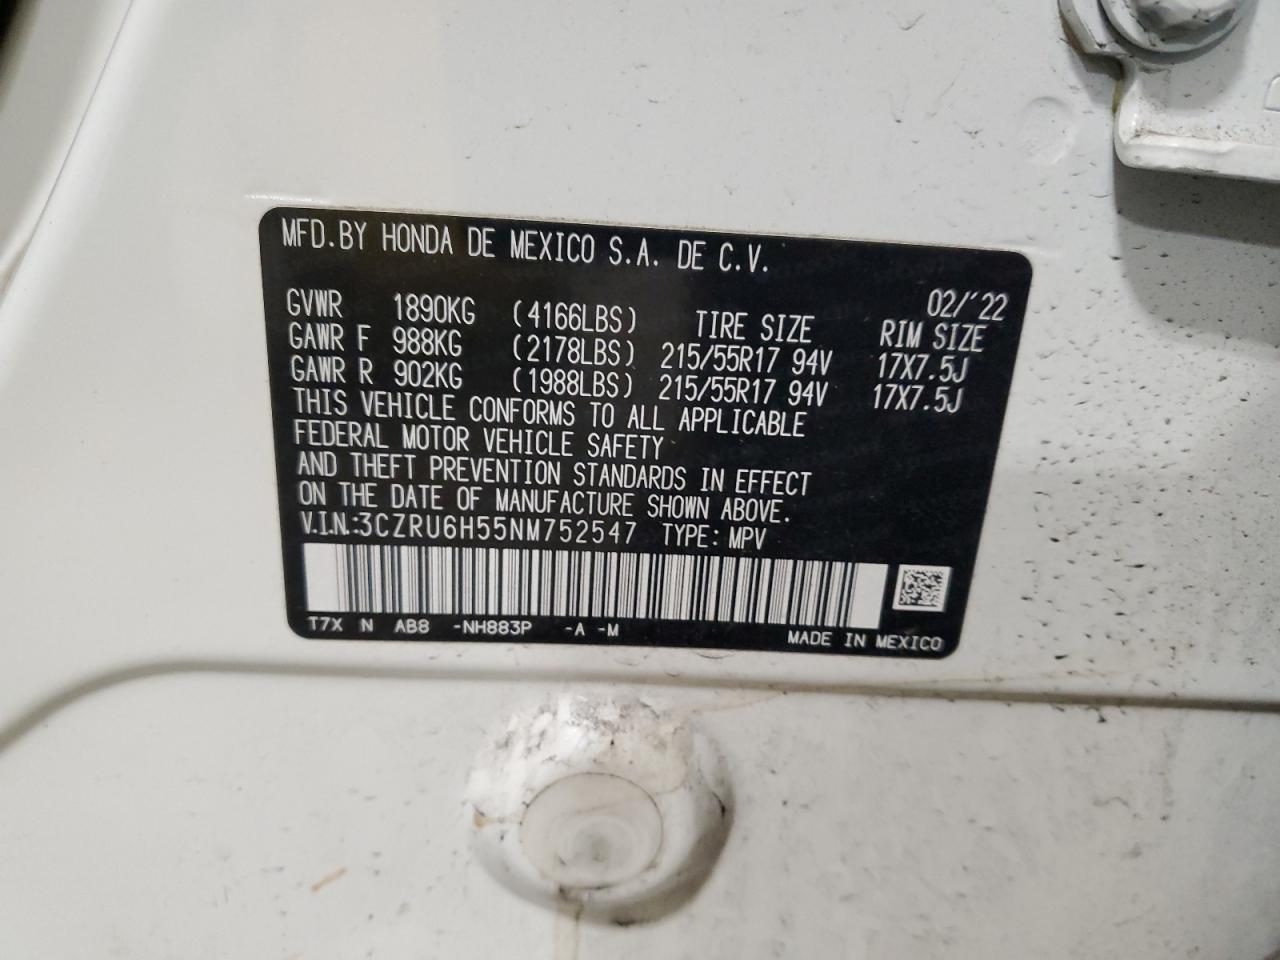 MFD.BY HONDA DE MEXICO S.A. DE C.V.
02/'22
GVWR 1890KG (4166LBS) TIRE SIZE RIM SIZE
GAWR F 988KG (2178LBS) 215/55R17 94V 17X7.5J
GAWR R 902KG (1988LBS) 215/55R17 94V 17X7.5J
THIS VEHICLE CONFORMS TO ALL APPLICABLE
FEDERAL MOTOR VEHICLE SAFETY
AND THEFT PREVENTION STANDARDS IN EFFECT
ON THE DATE OF MANUFACTURE SHOWN ABOVE.
V.I.N.:3CZRU6H55NM752547 TYPE: MPV
T7X N AB8 -NH883P -A -M MADE IN MEXICO